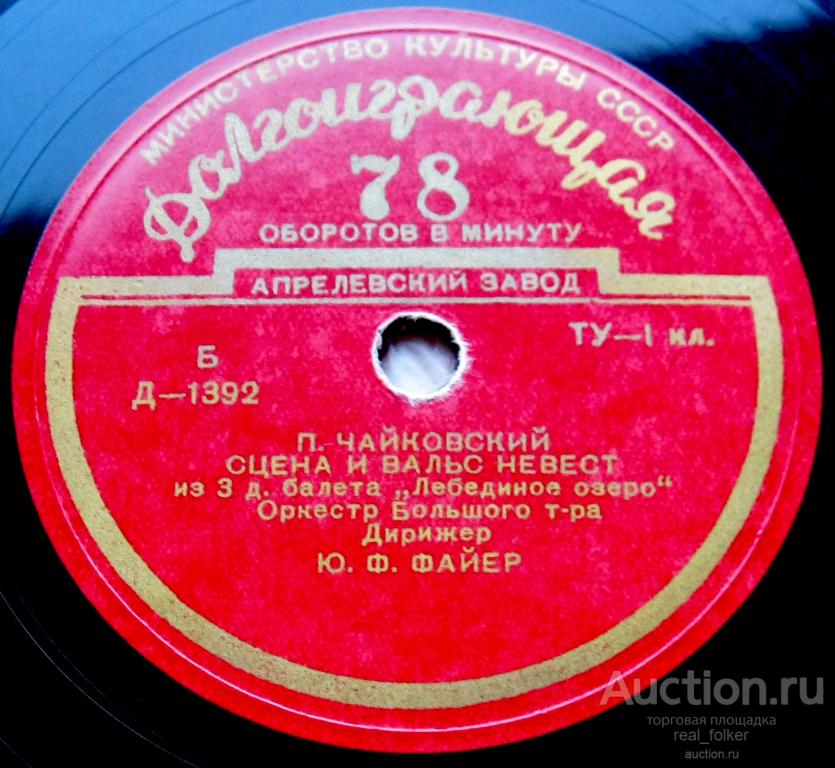 МИНИСТЕРСТВО КУЛЬТУРЫ СССР
Долгоиграющая
78
ОБОРОТОВ В МИНУТУ
АПРЕЛЕВСКИЙ ЗАВОД
ТУ—I кл.
Б
Д—1392
П. ЧАЙКОВСКИЙ
СЦЕНА И ВАЛЬС НЕВЕСТ
из 3 д. балета „Лебединое озеро“
Оркестр Большого т-ра
Дирижер
Ю. Ф. ФАЙЕР
Auction.ru
торговая площадка
real_folker
auction.ru